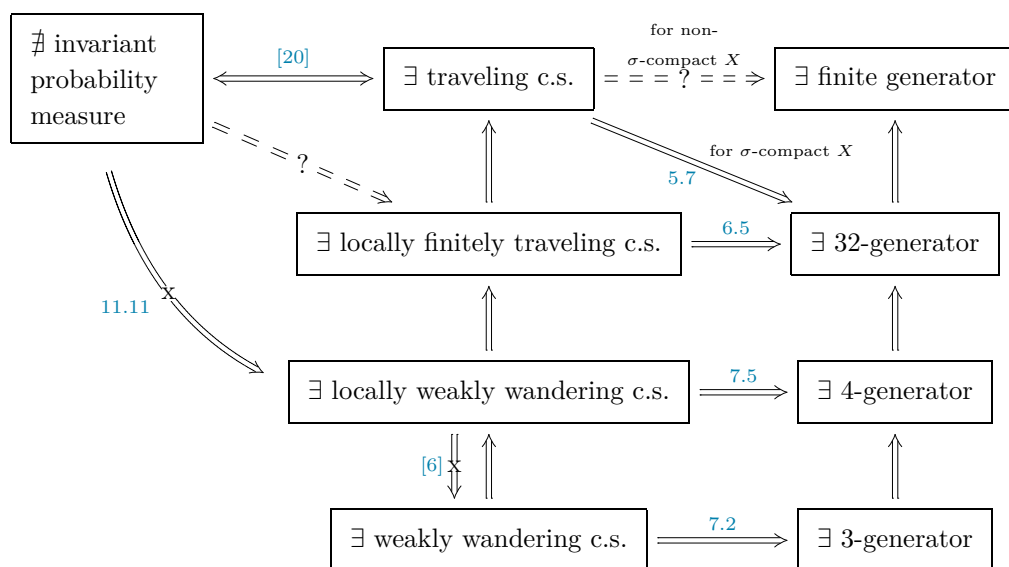 ∄ invariant
probability
measure
[20]
∃ traveling c.s.
for non-
σ-compact X
?
∃ finite generator
?
for σ-compact X
5.7
∃ locally finitely traveling c.s.
6.5
∃ 32-generator
11.11
x
∃ locally weakly wandering c.s.
7.5
∃ 4-generator
[6]
x
∃ weakly wandering c.s.
7.2
∃ 3-generator